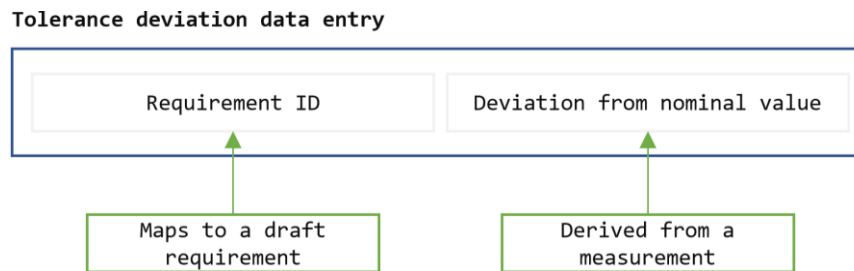 Tolerance deviation data entry
Requirement ID
Deviation from nominal value
Maps to a draft
requirement
Derived from a
measurement